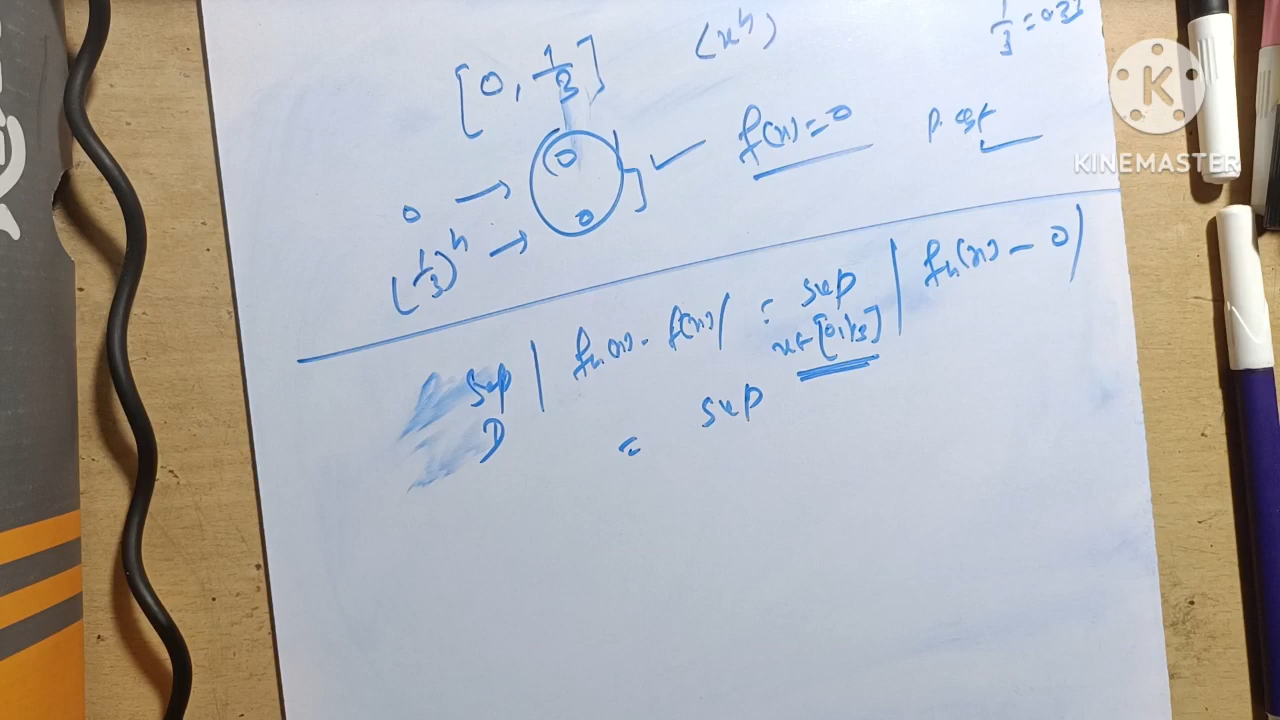 [0, 1/3] (xⁿ) 1/3 = 0.33
K
KINEMASTER
0 → (0 ✓ f(x)=0
(1/3)ⁿ → 0
Sup | fn(x) - f(x) | = sup | fn(x) - 0 |
D x∈[0,1/3]
= sup